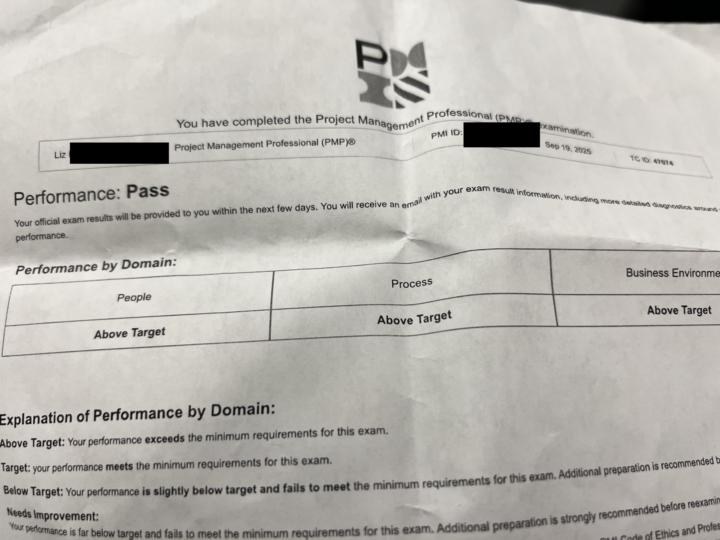 You have completed the Project Management Professional (PMP)® examination.
Liz Project Management Professional (PMP)® PMI ID: Sep 19, 2025 TC ID:
Performance: Pass
Your official exam results will be provided to you within the next few days. You will receive an email with your exam result information, including more detailed diagnostics around
performance.
Performance by Domain:
People Process Business Environme
Above Target Above Target Above Target
Explanation of Performance by Domain:
Above Target: Your performance exceeds the minimum requirements for this exam.
Target: your performance meets the minimum requirements for this exam.
Below Target: Your performance is slightly below target and fails to meet the minimum requirements for this exam. Additional preparation is recommended b
Needs Improvement:
Your performance is far below target and fails to meet the minimum requirements for this exam. Additional preparation is strongly recommended before reexamin
Code of Ethics and Profes